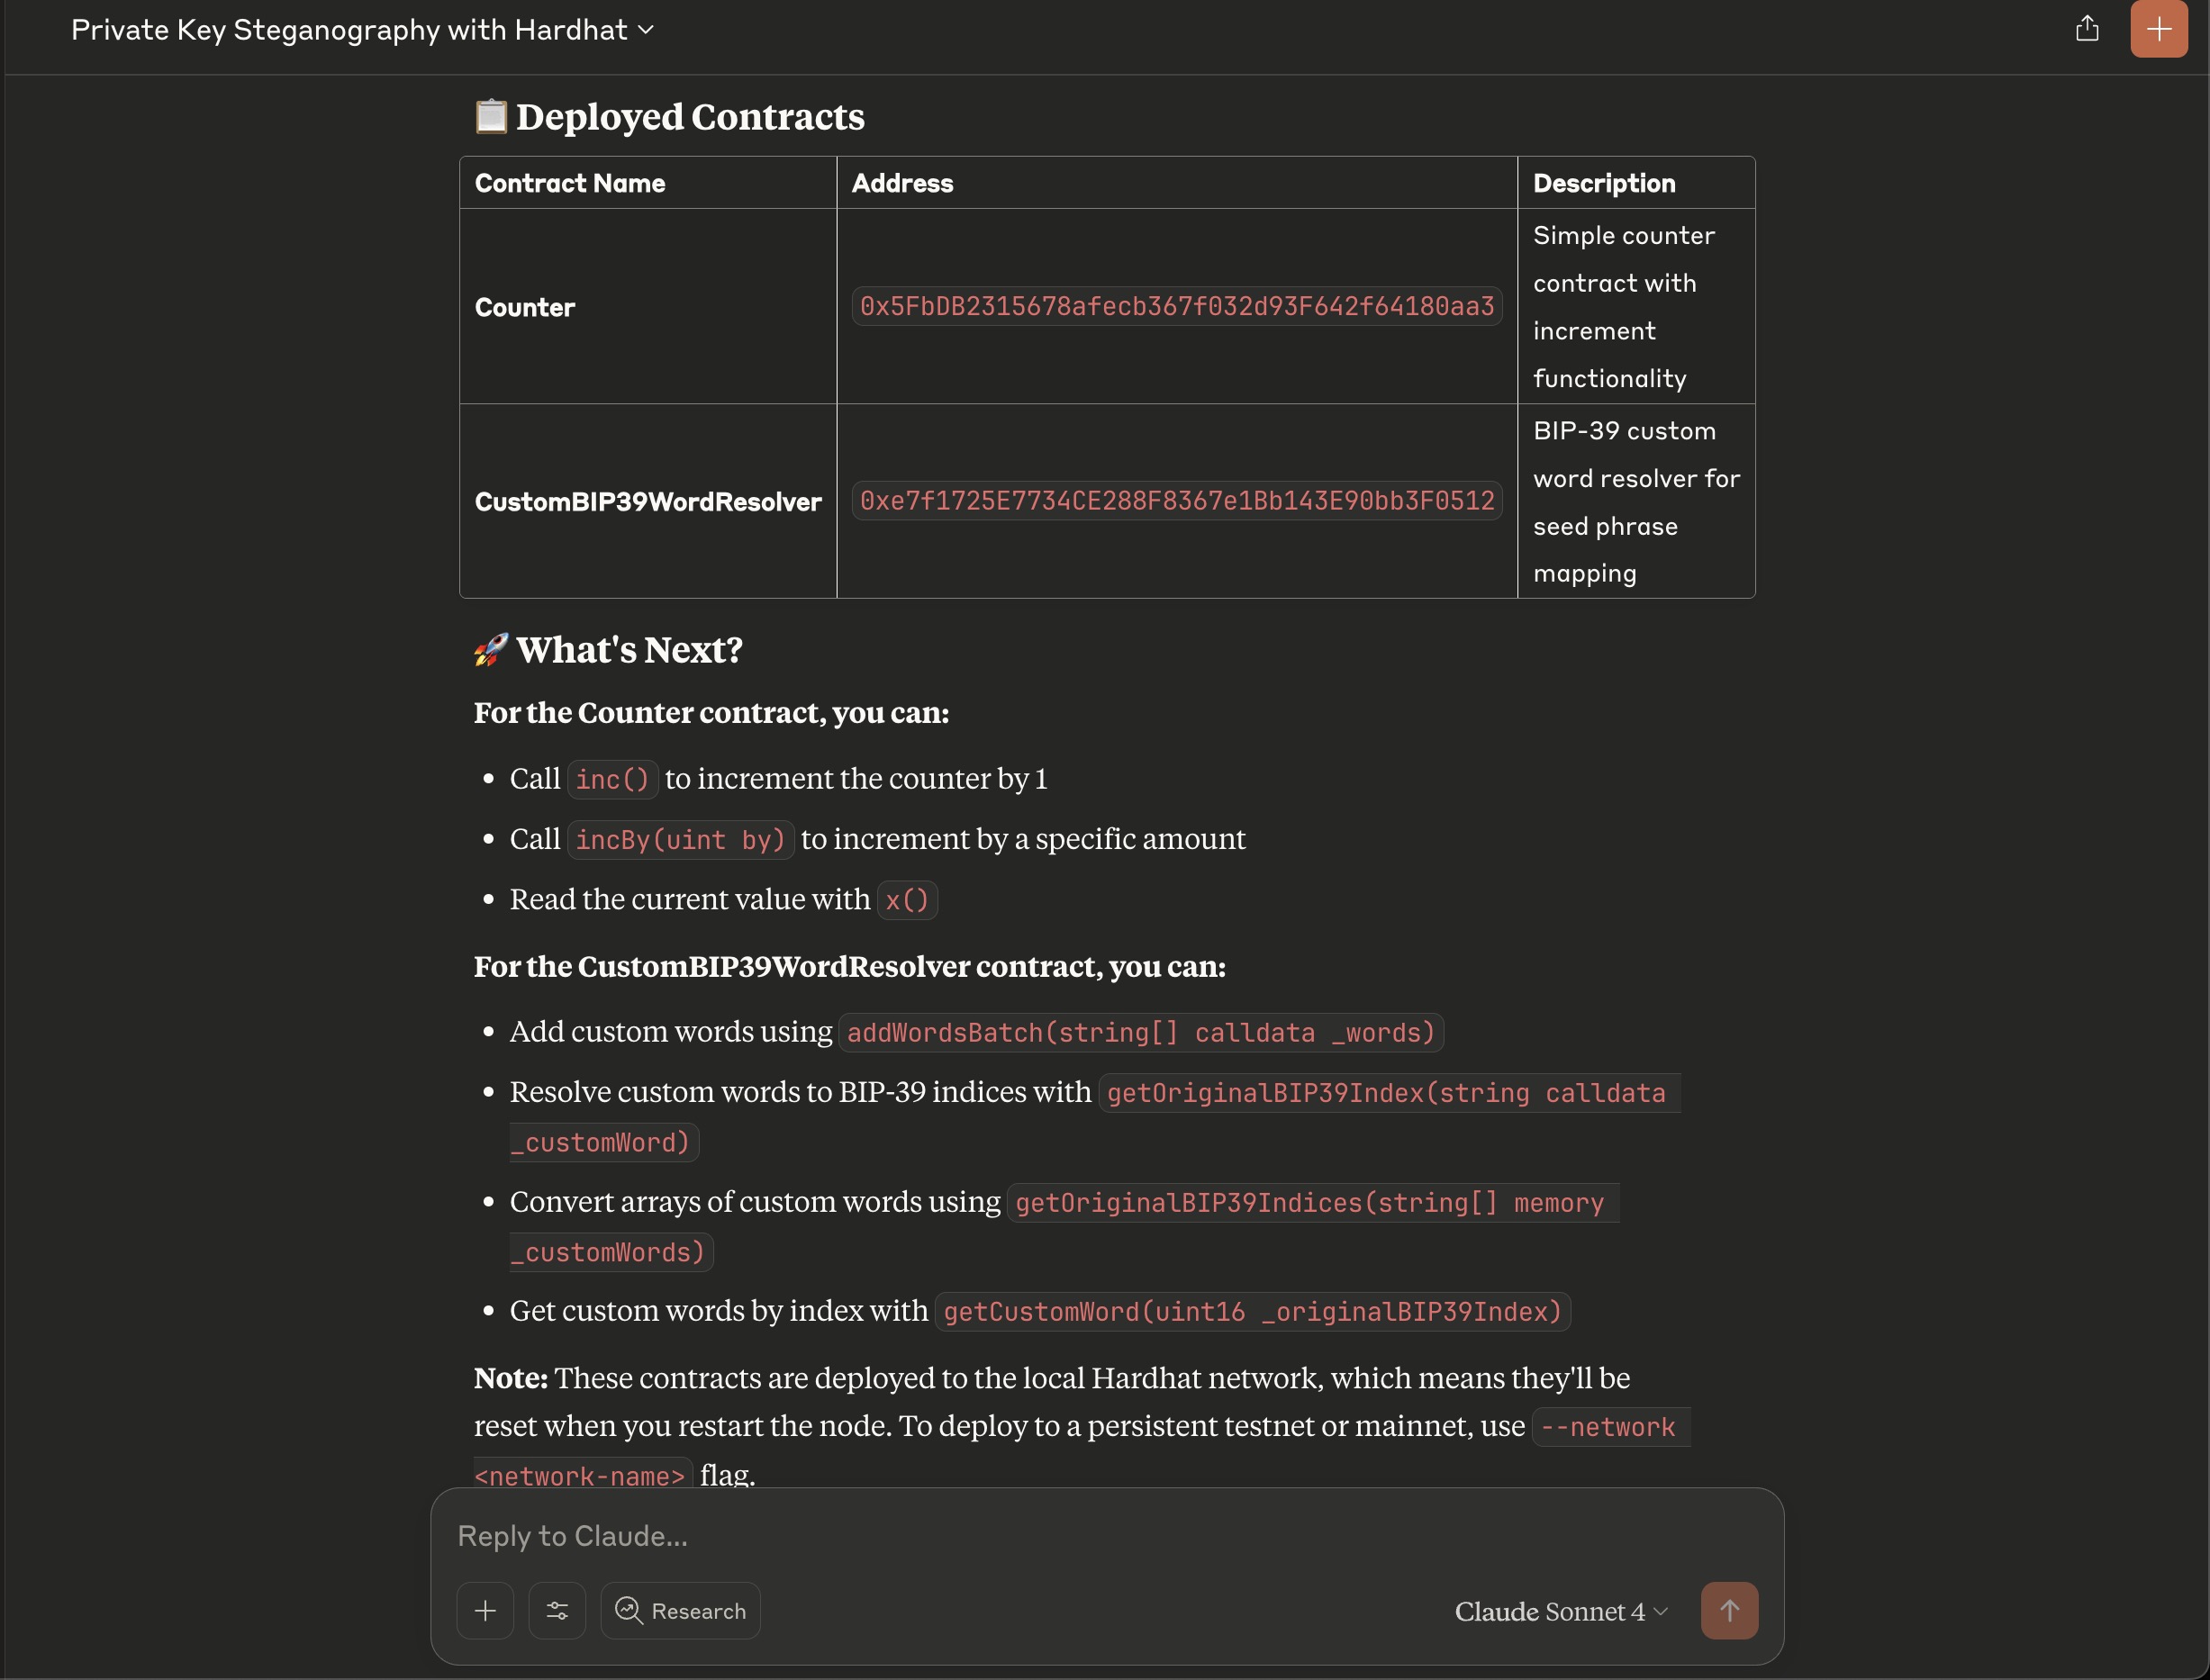 Private Key Steganography with Hardhat
📋 Deployed Contracts
Contract Name Address Description
Counter 0x5FbDB2315678afecb367f032d93F642f64180aa3 Simple counter
contract with
increment
functionality
CustomBIP39WordResolver 0xe7f1725E7734CE288F8367e1Bb143E90bb3F0512 BIP-39 custom
word resolver for
seed phrase
mapping
🚀 What's Next?
For the Counter contract, you can:
• Call inc() to increment the counter by 1
• Call incBy(uint by) to increment by a specific amount
• Read the current value with x()
For the CustomBIP39WordResolver contract, you can:
• Add custom words using addWordsBatch(string[] calldata _words)
• Resolve custom words to BIP-39 indices with getOriginalBIP39Index(string calldata
_customWord)
• Convert arrays of custom words using getOriginalBIP39Indices(string[] memory
_customWords)
• Get custom words by index with getCustomWord(uint16 _originalBIP39Index)
Note: These contracts are deployed to the local Hardhat network, which means they'll be
reset when you restart the node. To deploy to a persistent testnet or mainnet, use --network
<network-name> flag.
Reply to Claude...
Research
Claude Sonnet 4